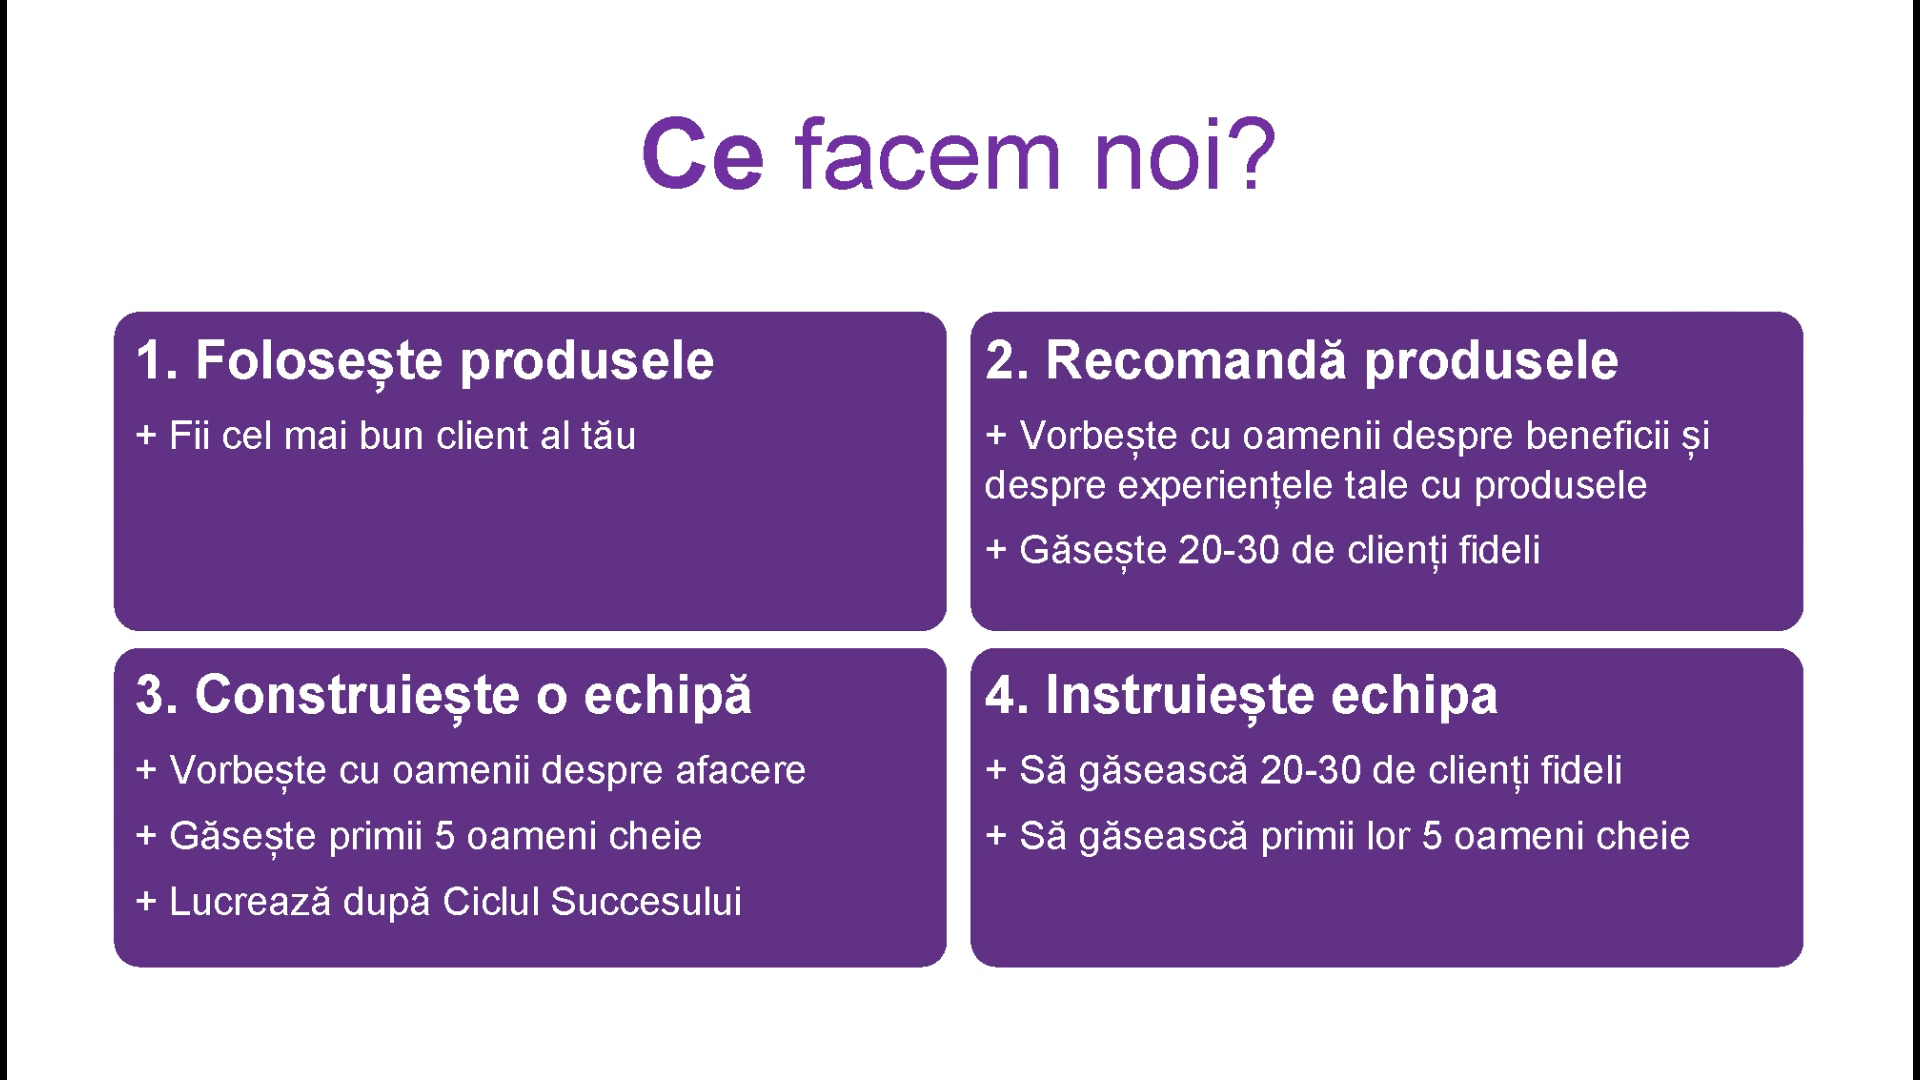 Ce facem noi?
1. Folosește produsele
+ Fii cel mai bun client al tău
2. Recomandă produsele
+ Vorbește cu oamenii despre beneficii și
despre experiențele tale cu produsele
+ Găsește 20-30 de clienți fideli
3. Construiește o echipă
+ Vorbește cu oamenii despre afacere
+ Găsește primii 5 oameni cheie
+ Lucrează după Ciclul Succesului
4. Instruiește echipa
+ Să găsească 20-30 de clienți fideli
+ Să găsească primii lor 5 oameni cheie